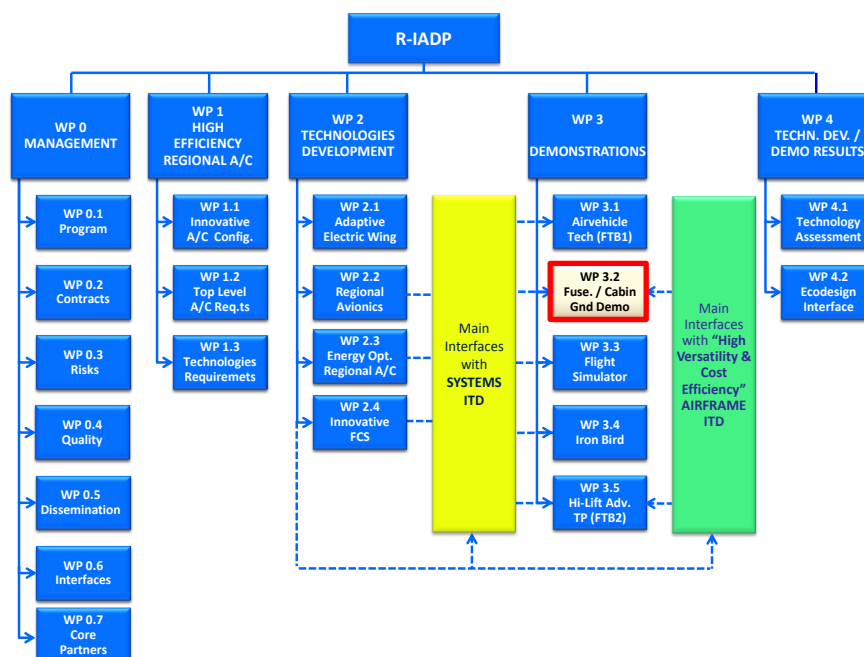 R-IADP
WP 0
MANAGEMENT
WP 1
HIGH
EFFICIENCY
REGIONAL A/C
WP 2
TECHNOLOGIES
DEVELOPMENT
WP 3
DEMONSTRATIONS
WP 4
TECHN. DEV. /
DEMO RESULTS
WP 0.1
Program
WP 0.2
Contracts
WP 0.3
Risks
WP 0.4
Quality
WP 0.5
Dissemination
WP 0.6
Interfaces
WP 0.7
Core
Partners
WP 1.1
Innovative
A/C Config.
WP 1.2
Top Level
A/C Req.ts
WP 1.3
Technologies
Requiremets
WP 2.1
Adaptive
Electric Wing
WP 2.2
Regional
Avionics
WP 2.3
Energy Opt.
Regional A/C
WP 2.4
Innovative
FCS
Main
Interfaces
with
SYSTEMS
ITD
WP 3.1
Airvehicle
Tech (FTB1)
WP 3.2
Fuse. / Cabin
Gnd Demo
WP 3.3
Flight
Simulator
WP 3.4
Iron Bird
WP 3.5
Hi-Lift Adv.
TP (FTB2)
Main
Interfaces
with “High
Versatility &
Cost
Efficiency”
AIRFRAME
ITD
WP 4.1
Technology
Assessment
WP 4.2
Ecodesign
Interface